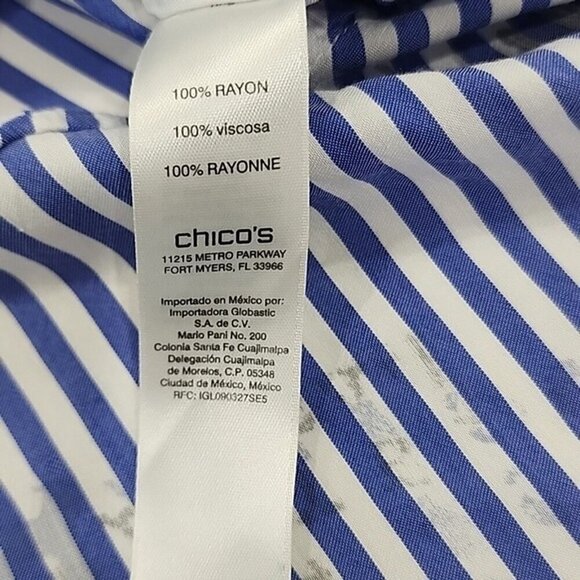 100% RAYON
100% viscosa
100% RAYONNE
chico's
11215 METRO PARKWAY
FORT MYERS, FL 33966
Importado en México por:
Importadora Globastic
S.A. de C.V.
Mario Pani No. 200
Colonia Santa Fe Cuajimalpa
Delegación Cuajimalpa
de Morelos, C.P. 05348
Ciudad de México, México
RFC: IGL090327SE5